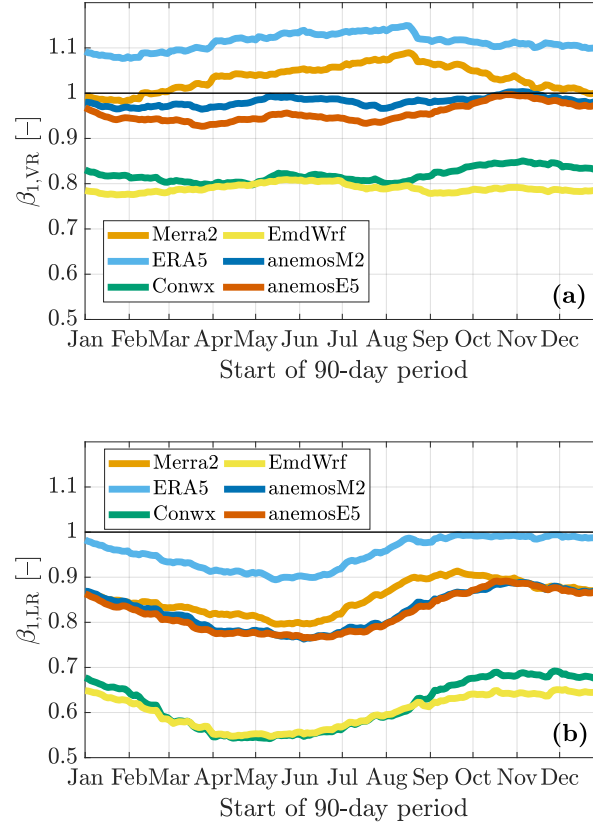 1.1
1
0.9
0.8
0.7
0.6
0.5
β1,VR [−]
Merra2 EmdWrf
ERA5 anemosM2
Conwx anemosE5
(a)
Jan Feb Mar Apr May Jun Jul Aug Sep Oct Nov Dec
Start of 90-day period
1.1
1
0.9
0.8
0.7
0.6
0.5
β1,LR [−]
Merra2 EmdWrf
ERA5 anemosM2
Conwx anemosE5
(b)
Jan Feb Mar Apr May Jun Jul Aug Sep Oct Nov Dec
Start of 90-day period